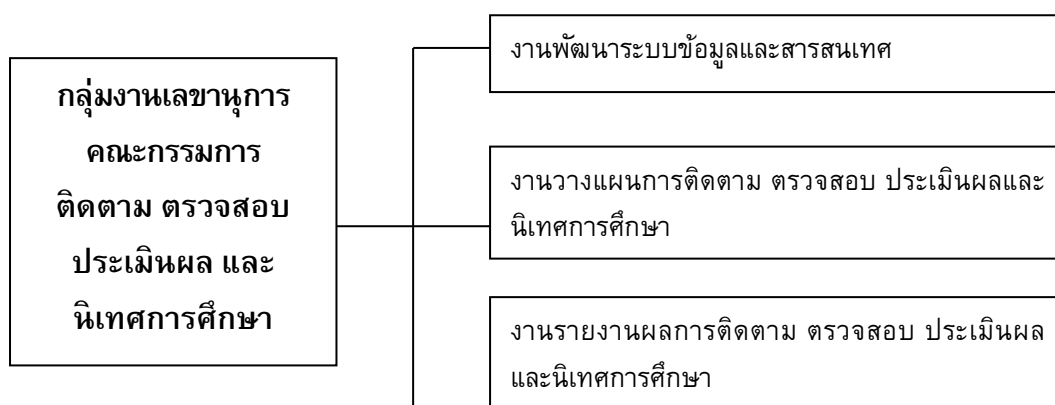 กลุ่มงานเลขานุการ
คณะกรรมการ
ติดตาม ตรวจสอบ
ประเมินผล และ
นิเทศการศึกษา
งานพัฒนาระบบข้อมูลและสารสนเทศ
งานวางแผนการติดตาม ตรวจสอบ ประเมินผลและ
นิเทศการศึกษา
งานรายงานผลการติดตาม ตรวจสอบ ประเมินผล
และนิเทศการศึกษา